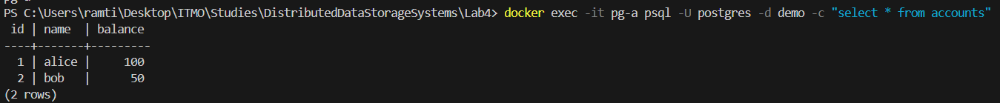 PS C:\Users\ramti\Desktop\ITMO\Studies\DistributedDataStorageSystems\Lab4> docker exec -it pg-a psql -U postgres -d demo -c "select * from accounts"
 id | name  | balance
----+-------+---------
  1 | alice |     100
  2 | bob   |      50
(2 rows)